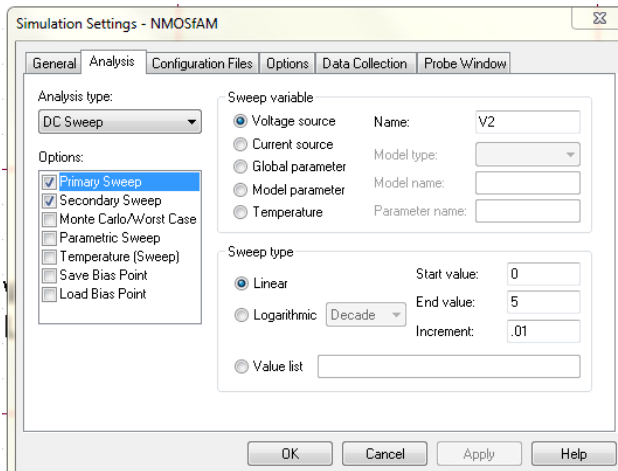 Simulation Settings - NMOSfAM
General Analysis Configuration Files Options Data Collection Probe Window
Analysis type:
DC Sweep
Options:
Primary Sweep
Secondary Sweep
Monte Carlo/Worst Case
Parametric Sweep
Temperature (Sweep)
Save Bias Point
Load Bias Point
Sweep variable
Voltage source
Current source
Global parameter
Model parameter
Temperature
Name: V2
Model type:
Model name:
Parameter name:
Sweep type
Linear
Logarithmic Decade
Value list
Start value: 0
End value: 5
Increment: .01
OK Cancel Apply Help